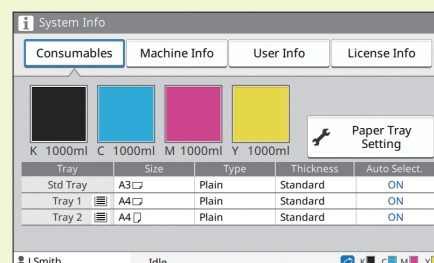 System Info
Consumables Machine Info User Info License Info
K 1000ml C 1000ml M 1000ml Y 1000ml
Paper Tray
Setting
Tray Size Type Thickness Auto Select.
Std Tray A3 Plain Standard ON
Tray 1 A4 Plain Standard ON
Tray 2 A4 Plain Standard ON
J.Smith Idle K C M Y